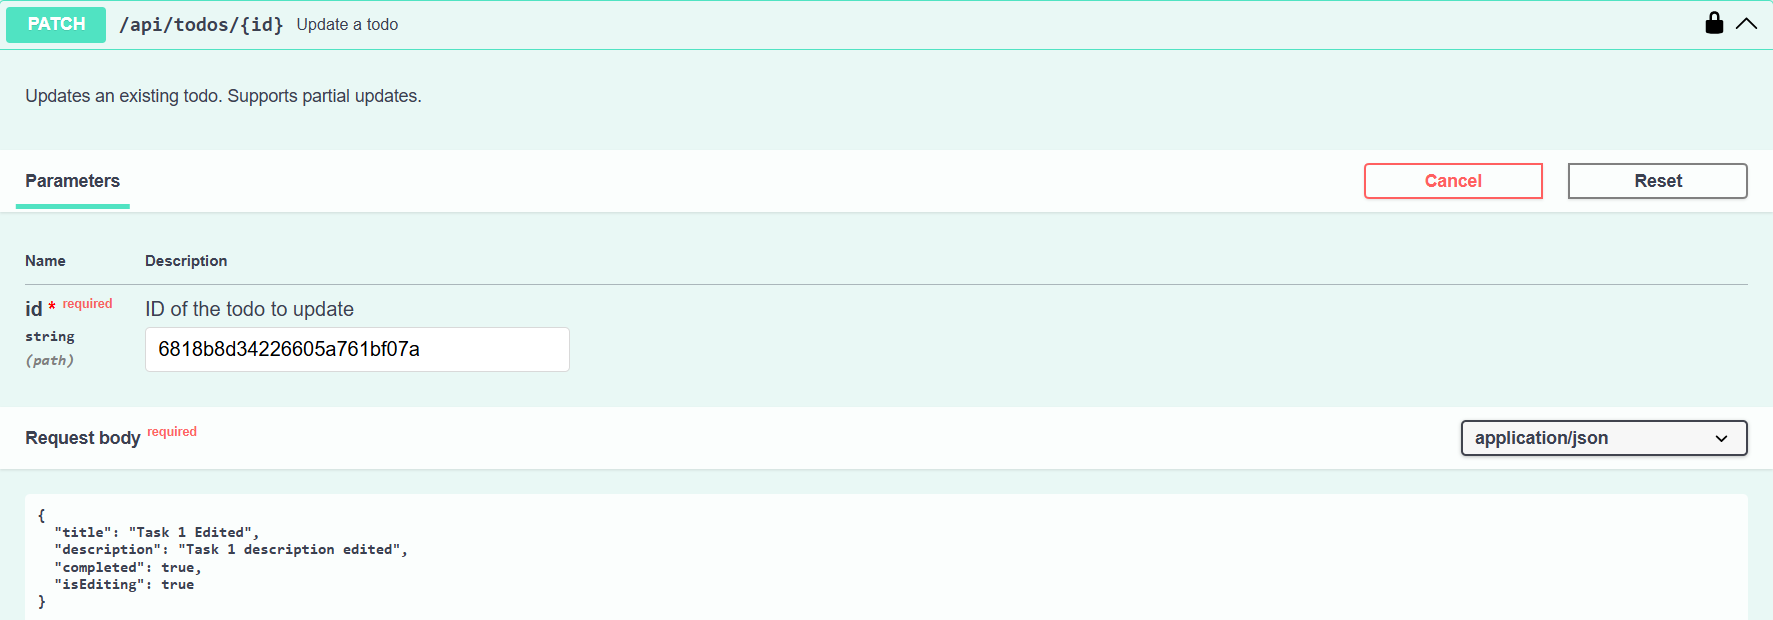 PATCH /api/todos/{id} Update a todo
Updates an existing todo. Supports partial updates.
Parameters Cancel Reset
Name Description
id * required ID of the todo to update
string
(path) 6818b8d34226605a761bf07a
Request body required application/json
{
  "title": "Task 1 Edited",
  "description": "Task 1 description edited",
  "completed": true,
  "isEditing": true
}